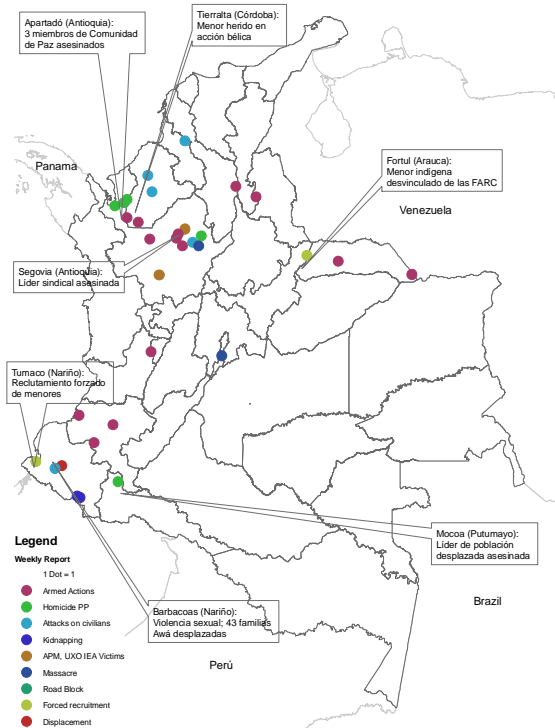 Apartadó (Antioquia):
3 miembros de Comunidad
de Paz asesinados
Tierralta (Córdoba):
Menor herido en
acción bélica
Panama
3
Fortul (Arauca):
Menor indígena
desvinculado de las FARC
Venezuela
Segovia (Antioquia):
Líder sindical asesinada
Tumaco (Nariño):
Reclutamiento forzado
de menores
Mocoa (Putumayo):
Líder de población
desplazada asesinada
Barbacoas (Nariño):
Violencia sexual; 43 familias
Awá desplazadas
Brazil
Perú
Legend
Weekly Report
1 Dot = 1
Armed Actions
Homicide PP
Attacks on civilians
Kidnapping
APM, UXO IEA Victims
Massacre
Road Block
Forced recruitment
Displacement